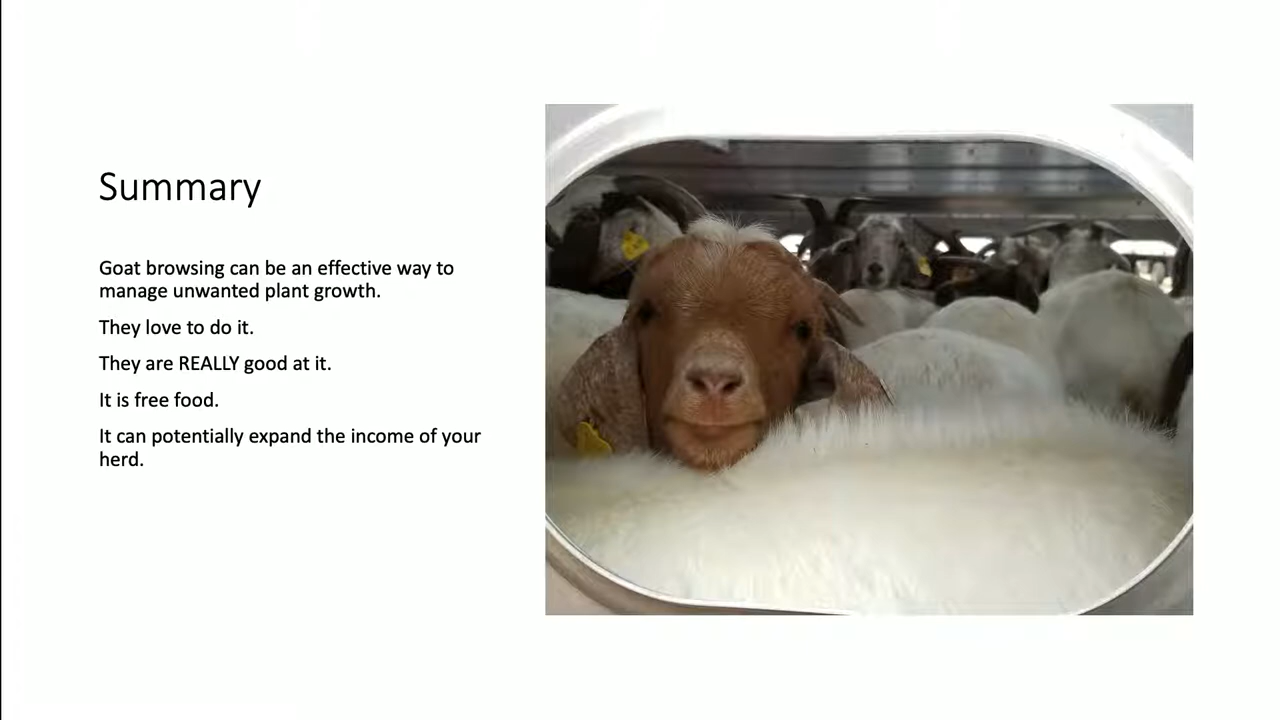 Summary
Goat browsing can be an effective way to
manage unwanted plant growth.
They love to do it.
They are REALLY good at it.
It is free food.
It can potentially expand the income of your
herd.